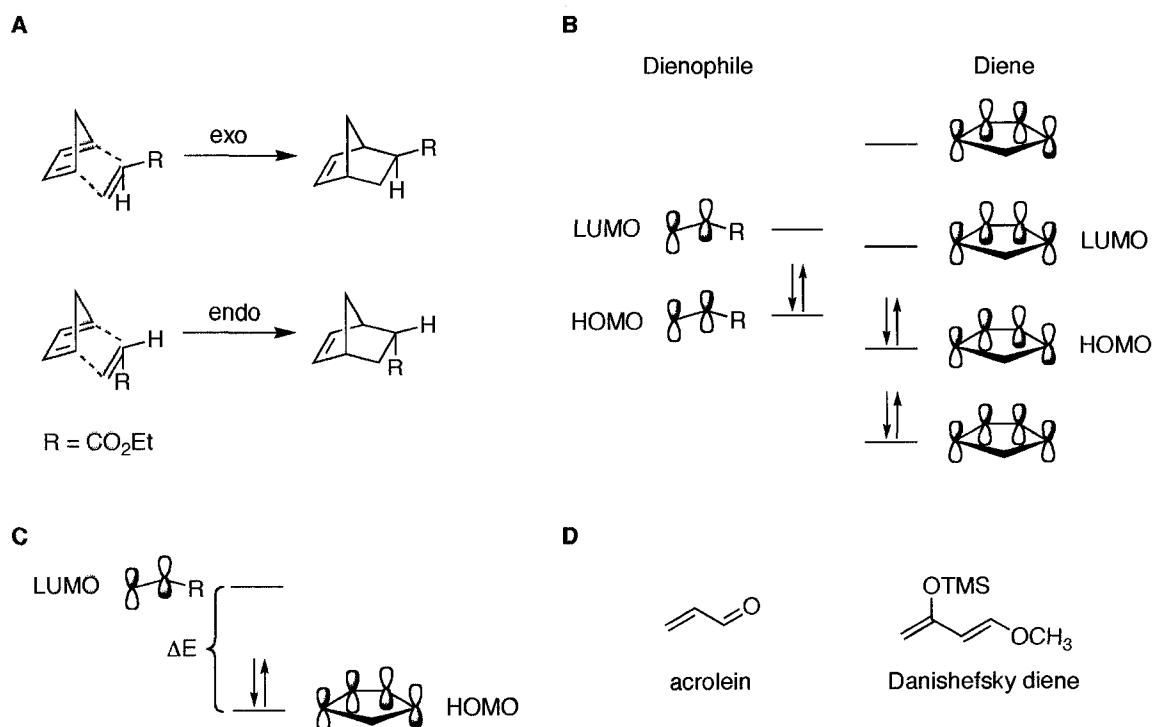 A
exo
R
H
R
H
endo
H
R
H
R
R = CO₂Et
B
Dienophile
Diene
LUMO
R
LUMO
HOMO
R
HOMO
C
LUMO
R
ΔE
HOMO
D
OTMS
O
OCH₃
acrolein
Danishefsky diene